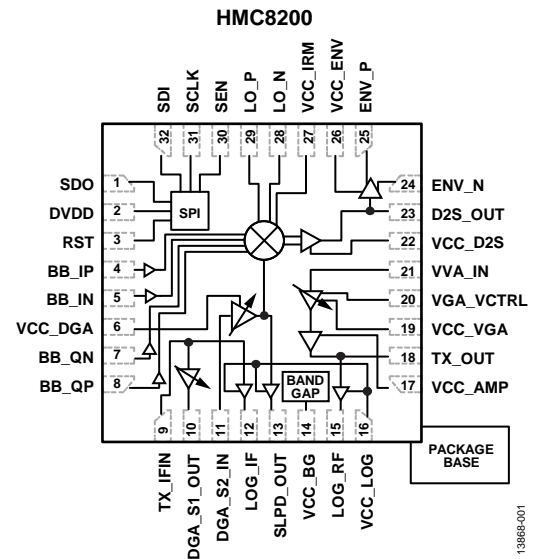 HMC8200
SDI
SCLK
SEN
LO_P
LO_N
VCC_IRM
VCC_ENV
ENV_P
32
31
30
29
28
27
26
25
SDO 1
DVDD 2
RST 3
BB_IP 4
BB_IN 5
VCC_DGA 6
BB_QN 7
BB_QP 8
SPI
24 ENV_N
23 D2S_OUT
22 VCC_D2S
21 VVA_IN
20 VGA_VCTRL
19 VCC_VGA
18 TX_OUT
17 VCC_AMP
BAND
GAP
9
10
11
12
13
14
15
16
TX_IFIN
DGA_S1_OUT
DGA_S2_IN
LOG_IF
SLPD_OUT
VCC_BG
LOG_RF
VCC_LOG
PACKAGE
BASE
13868-001